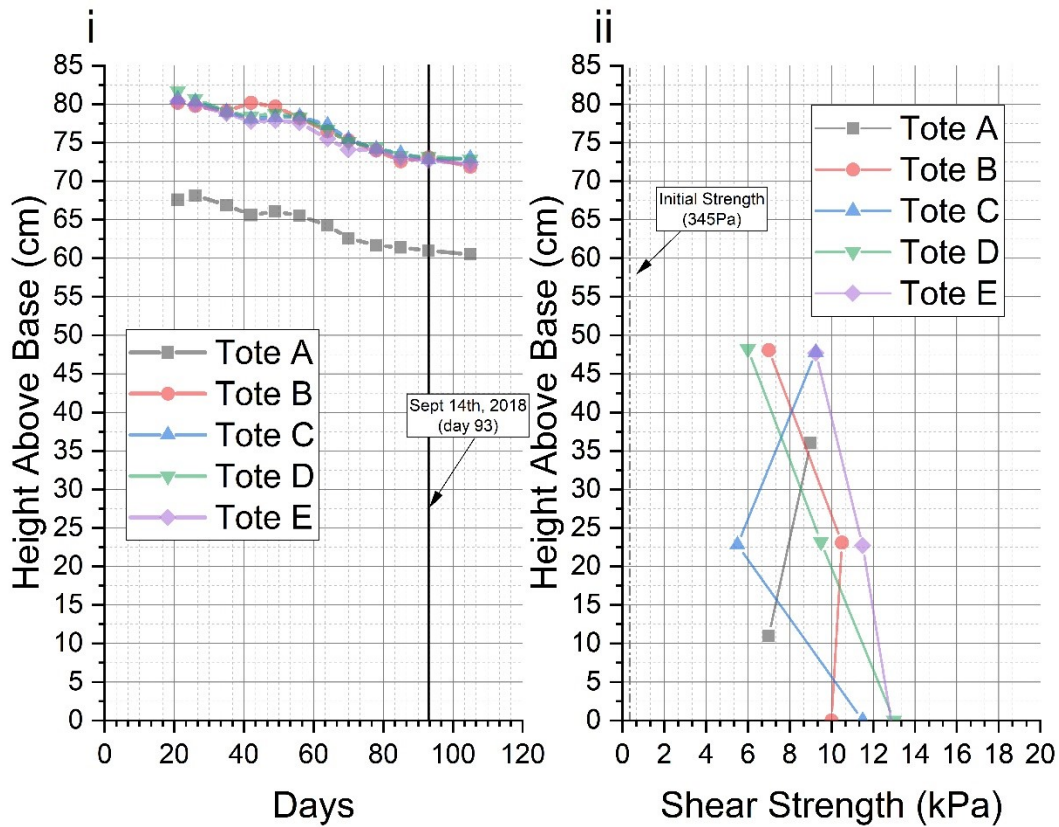 i
85
80
75
70
65
60
55
50
45
40
35
30
25
20
15
10
5
0
Height Above Base (cm)
0 20 40 60 80 100 120
Days
Tote A
Tote B
Tote C
Tote D
Tote E
Sept 14th, 2018
(day 93)
ii
85
80
75
70
65
60
55
50
45
40
35
30
25
20
15
10
5
0
Height Above Base (cm)
0 2 4 6 8 10 12 14 16 18 20
Shear Strength (kPa)
Initial Strength
(345Pa)
Tote A
Tote B
Tote C
Tote D
Tote E